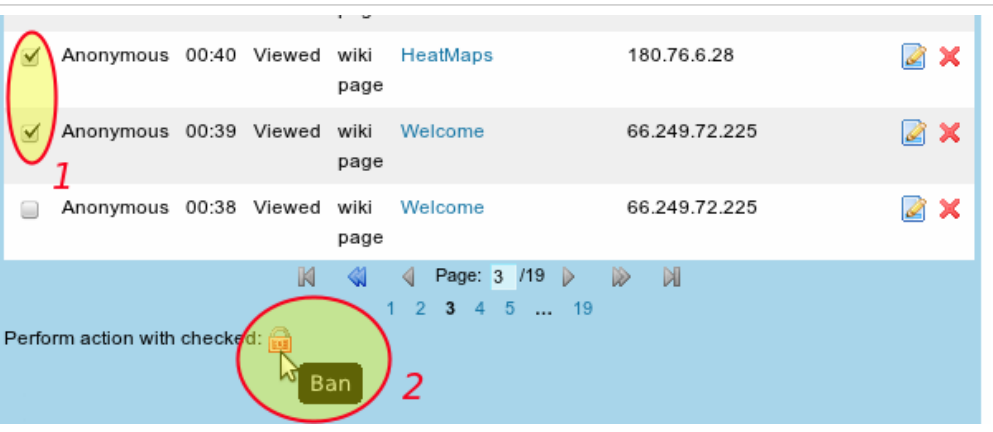 Anonymous 00:40 Viewed wiki page HeatMaps 180.76.6.28
Anonymous 00:39 Viewed wiki page Welcome 66.249.72.225
1
Anonymous 00:38 Viewed wiki page Welcome 66.249.72.225
Page: 3 /19
1 2 3 4 5 ... 19
Perform action with checked:
Ban
2